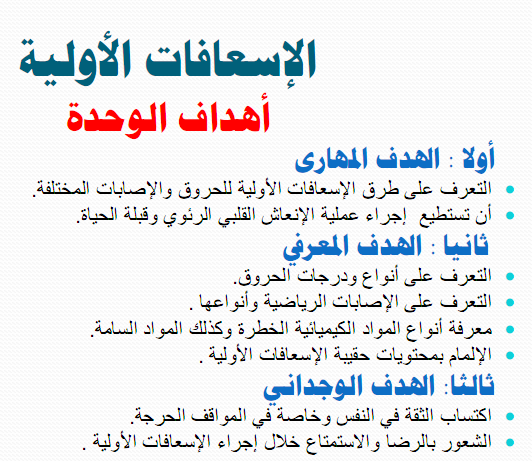 الإسعافات الأولية
أهداف الوحدة
أولا : الهدف المهارى
التعرف على طرق الإسعافات الأولية للحروق والإصابات المختلفة.
أن تستطيع إجراء عملية الإنعاش القلبي الرئوي وقبلة الحياة.
ثانيا : الهدف المعرفي
التعرف على أنواع ودرجات الحروق.
التعرف على الإصابات الرياضية وأنواعها .
معرفة أنواع المواد الكيميائية الخطرة وكذلك المواد السامة.
الإلمام بمحتويات حقيبة الإسعافات الأولية .
ثالثا: الهدف الوجداني
اكتساب الثقة في النفس وخاصة في المواقف الحرجة.
الشعور بالرضا والاستمتاع خلال إجراء الإسعافات الأولية .